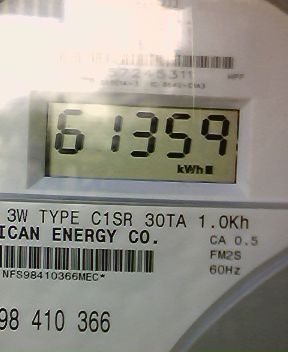 61359
kWh
3W TYPE C1SR 30TA 1.0Kh
ICAN ENERGY CO. CA 0.5
FM2S
NFS98410366MEC* 60Hz
98 410 366